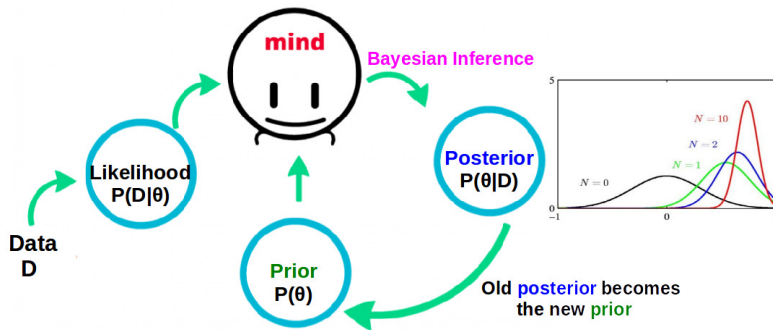 mind
Bayesian Inference
Likelihood
P(D|θ)
Posterior
P(θ|D)
Data
D
Prior
P(θ)
Old posterior becomes
the new prior
5
N = 10
N = 2
N = 1
N = 0
0
−1
0